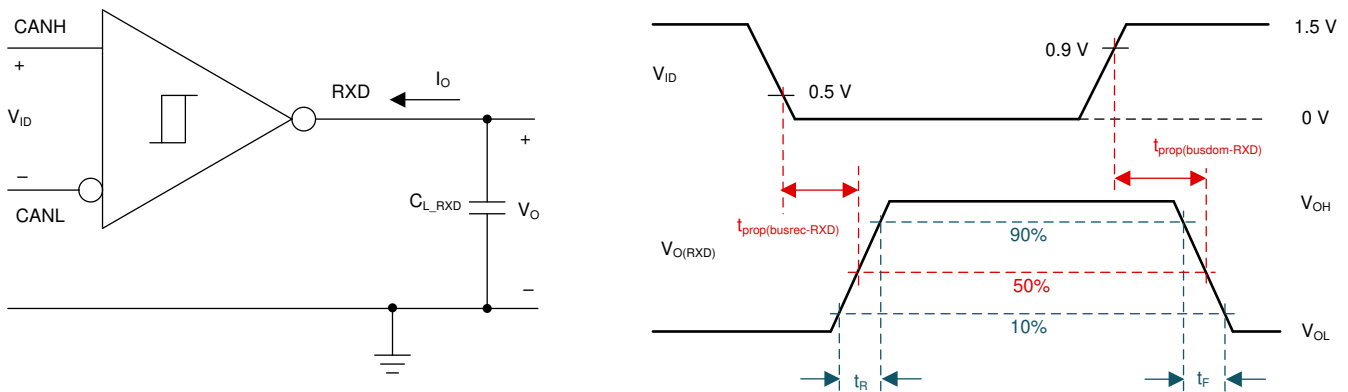 CANH
+
V_ID
–
CANL
RXD
I_O
+
C_L_RXD
V_O
–
V_ID
0.5 V
0.9 V
1.5 V
0 V
t_prop(busrec-RXD)
t_prop(busdom-RXD)
V_O(RXD)
90%
50%
10%
V_OH
V_OL
t_R
t_F